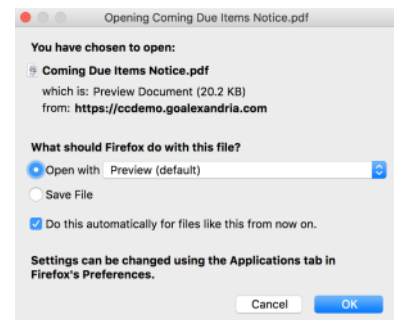 Opening Coming Due Items Notice.pdf
You have chosen to open:
Coming Due Items Notice.pdf
which is: Preview Document (20.2 KB)
from: https://ccdemo.goalexandria.com
What should Firefox do with this file?
Open with Preview (default)
Save File
Do this automatically for files like this from now on.
Settings can be changed using the Applications tab in
Firefox's Preferences.
Cancel OK